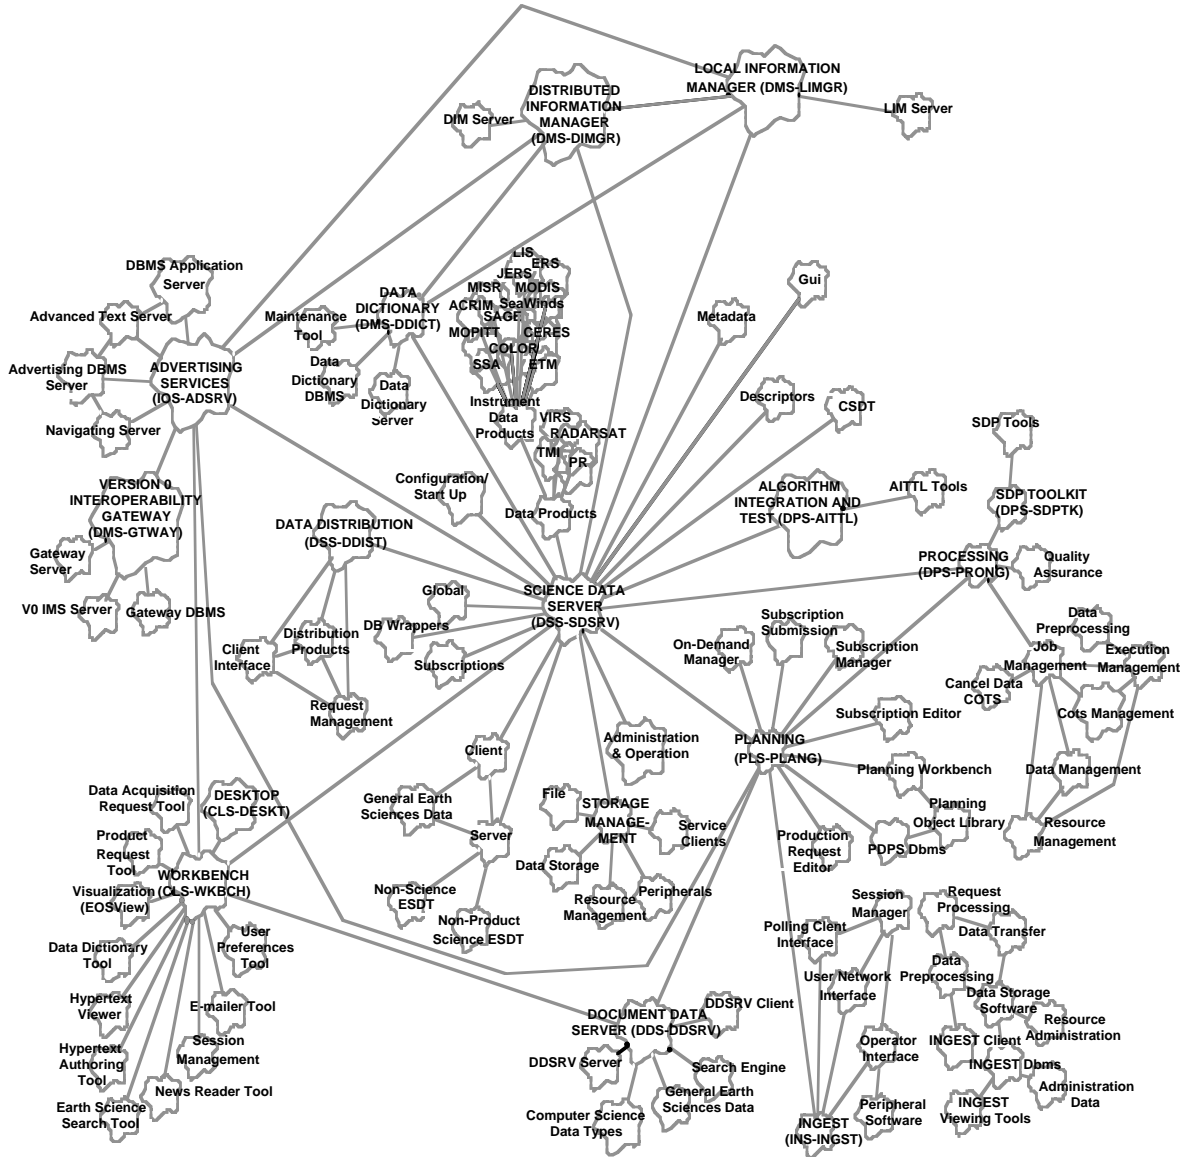 LOCAL INFORMATION
MANAGER (DMS-LIMGR)
DISTRIBUTED
INFORMATION
MANAGER
(DMS-DIMGR)
DIM Server
LIM Server
DBMS Application
Server
Advanced Text Server
Advertising DBMS
Server
ADVERTISING
SERVICES
(IOS-ADSRV)
Navigating Server
Maintenance
Tool
DATA
DICTIONARY
(DMS-DDICT)
Data
Dictionary
DBMS
Data
Dictionary
Server
LIS
ERS
JERS
MISR
MODIS
ACRIM
SeaWinds
SAGE
MOPITT
CERES
COLOR
SSA
ETM
Instrument
Data
Products
VIRS
RADARSAT
TMI
PR
Data Products
Gui
Metadata
Descriptors
CSDT
SDP Tools
VERSION 0
INTEROPERABILITY
GATEWAY
(DMS-GTWAY)
Gateway
Server
V0 IMS Server
Gateway DBMS
Configuration/
Start Up
DATA DISTRIBUTION
(DSS-DDIST)
ALGORITHM
INTEGRATION AND
TEST (DPS-AITTL)
AITTL Tools
SDP TOOLKIT
(DPS-SDPTK)
PROCESSING
(DPS-PRONG)
Quality
Assurance
Global
DB Wrappers
Subscriptions
SCIENCE DATA
SERVER
(DSS-SDSRV)
Client
Interface
Distribution
Products
Request
Management
On-Demand
Manager
Subscription
Submission
Subscription
Manager
Data
Preprocessing
Job
Management
Execution
Management
Cancel Data
COTS
Cots Management
Subscription Editor
Client
Administration
& Operation
PLANNING
(PLS-PLANG)
Planning Workbench
Data Management
Data Acquisition
Request Tool
DESKTOP
(CLS-DESKT)
General Earth
Sciences Data
Server
File
STORAGE
MANAGE-
MENT
Service
Clients
Planning
Object Library
Production
Request
Editor
PDPS Dbms
Resource
Management
Product
Request
Tool
WORKBENCH
(CLS-WKBCH)
Visualization
(EOSView)
Non-Science
ESDT
Non-Product
Science ESDT
Data Storage
Resource
Management
Peripherals
Session
Manager
Request
Processing
Data Transfer
Polling Client
Interface
Data Dictionary
Tool
User
Preferences
Tool
User Network
Interface
Data
Preprocessing
Data Storage
Software
Hypertext
Viewer
E-mailer Tool
DOCUMENT DATA
SERVER (DDS-DDSRV)
DDSRV Client
Resource
Administration
Hypertext
Authoring
Tool
Session
Management
DDSRV Server
Search Engine
Operator
Interface
INGEST Client
INGEST Dbms
News Reader Tool
Earth Science
Search Tool
Computer Science
Data Types
General Earth
Sciences Data
INGEST
(INS-INGST)
Peripheral
Software
INGEST
Viewing Tools
Administration
Data